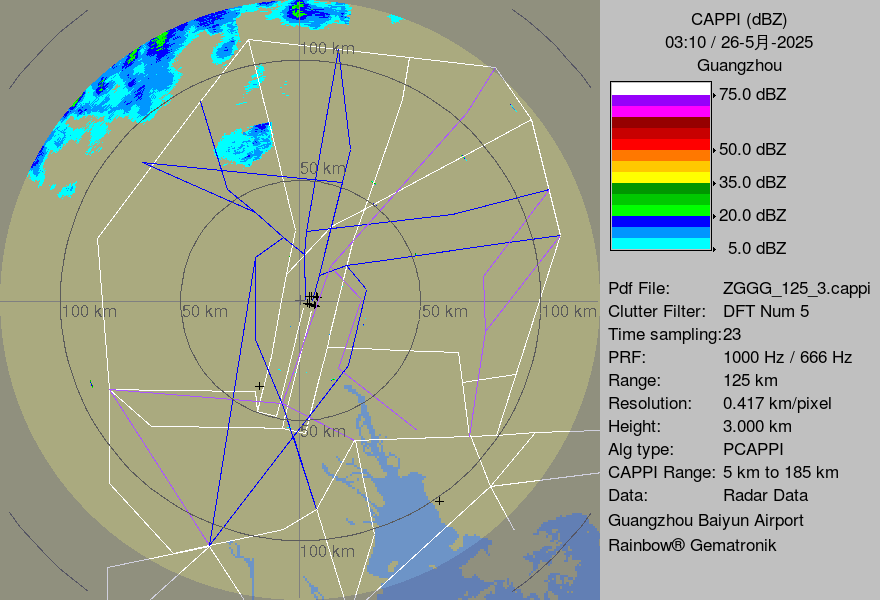 CAPPI (dBZ)
03:10 / 26-5月-2025
Guangzhou
75.0 dBZ
50.0 dBZ
35.0 dBZ
20.0 dBZ
5.0 dBZ
Pdf File: ZGGG_125_3.cappi
Clutter Filter: DFT Num 5
Time sampling:23
PRF: 1000 Hz / 666 Hz
Range: 125 km
Resolution: 0.417 km/pixel
Height: 3.000 km
Alg type: PCAPPI
CAPPI Range: 5 km to 185 km
Data: Radar Data
Guangzhou Baiyun Airport
Rainbow® Gematronik
100 km
50 km
100 km
50 km
50 km
100 km
50 km
100 km